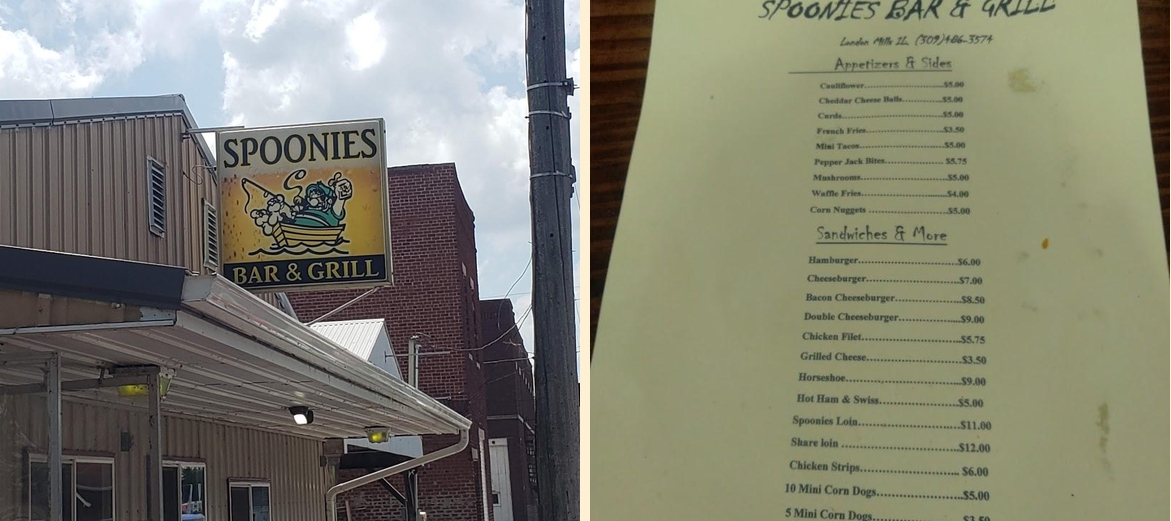 SPOONIES
BAR & GRILL
SPOONIES BAR & GRILL
London Mills IL (309)486-3574
Appetizers & Sides
Cauliflower....................................$5.00
Cheddar Cheese Balls..................$5.00
Curds.............................................$5.00
French Fries..................................$3.50
Mini Tacos....................................$5.00
Pepper Jack Bites......................... $5.75
Mushrooms...................................$5.00
Waffle Fries...................................$4.00
Corn Nuggets ...............................$5.00
Sandwiches & More
Hamburger....................................$6.00
Cheeseburger.................................$7.00
Bacon Cheeseburger.....................$8.50
Double Cheeseburger....................$9.00
Chicken Filet.................................$5.75
Grilled Cheese...............................$3.50
Horseshoe......................................$9.00
Hot Ham & Swiss.........................$5.00
Spoonies Loin................................$11.00
Share loin .....................................$12.00
Chicken Strips............................... $6.00
10 Mini Corn Dogs........................$5.00
5 Mini Corn Dogs..........................$3.50